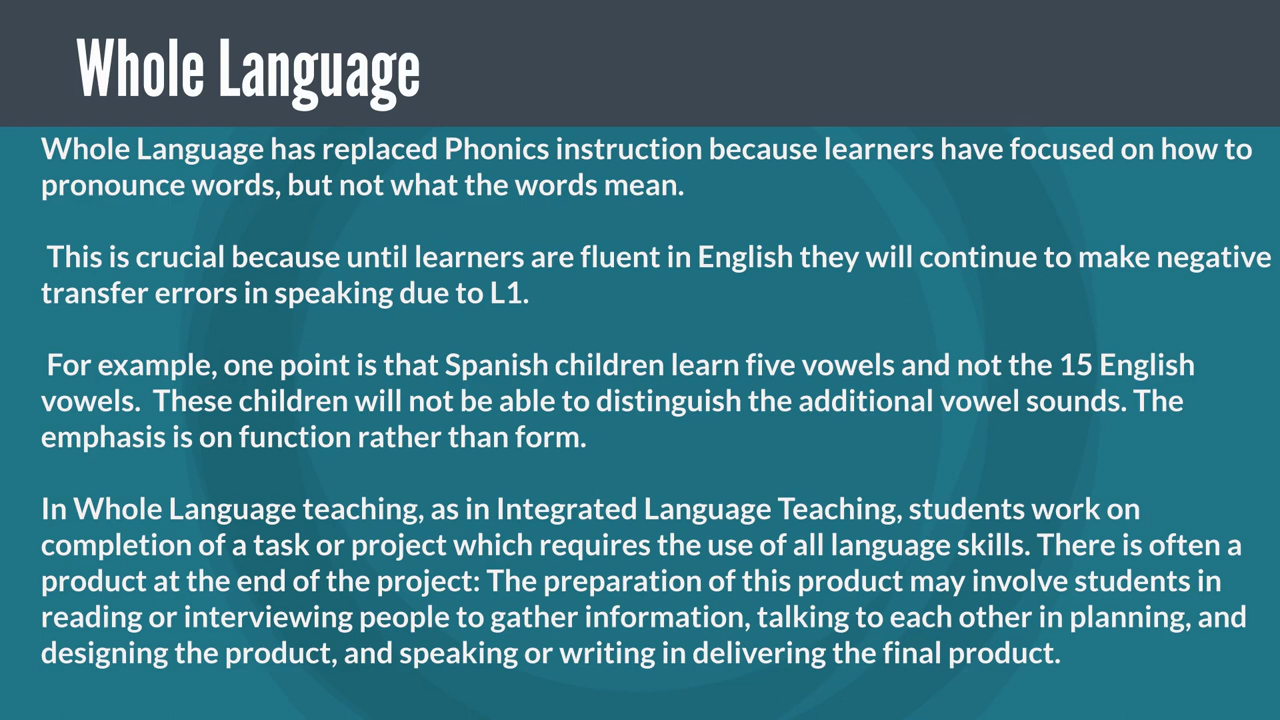 Whole Language
Whole Language has replaced Phonics instruction because learners have focused on how to
pronounce words, but not what the words mean.
This is crucial because until learners are fluent in English they will continue to make negative
transfer errors in speaking due to L1.
For example, one point is that Spanish children learn five vowels and not the 15 English
vowels.  These children will not be able to distinguish the additional vowel sounds. The
emphasis is on function rather than form.
In Whole Language teaching, as in Integrated Language Teaching, students work on
completion of a task or project which requires the use of all language skills. There is often a
product at the end of the project: The preparation of this product may involve students in
reading or interviewing people to gather information, talking to each other in planning, and
designing the product, and speaking or writing in delivering the final product.